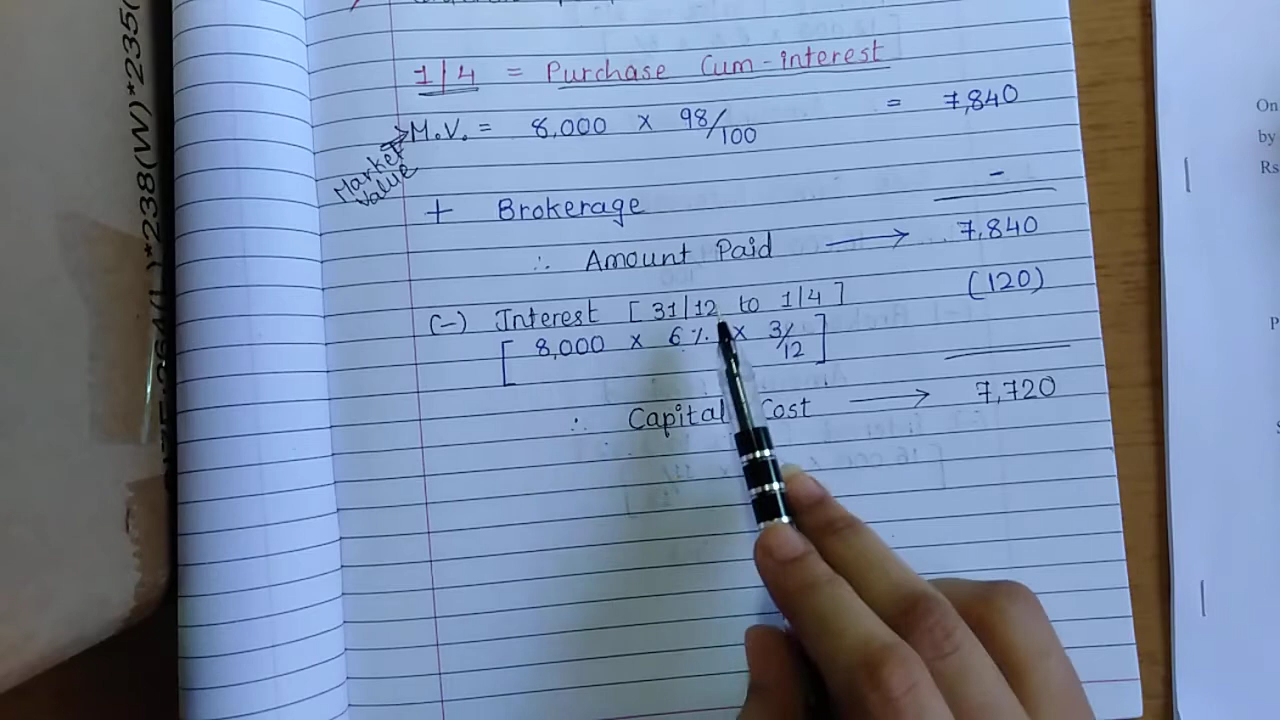 1/4 = Purchase Cum-interest
M.V. = 8,000 x 98/100 = 7,840
Market Value
+ Brokerage -
∴ Amount Paid → 7,840
(-) Interest [31/12 to 1/4] (120)
[8,000 x 6% x 3/12]
∴ Capital Cost → 7,720
On
by
Rs
P